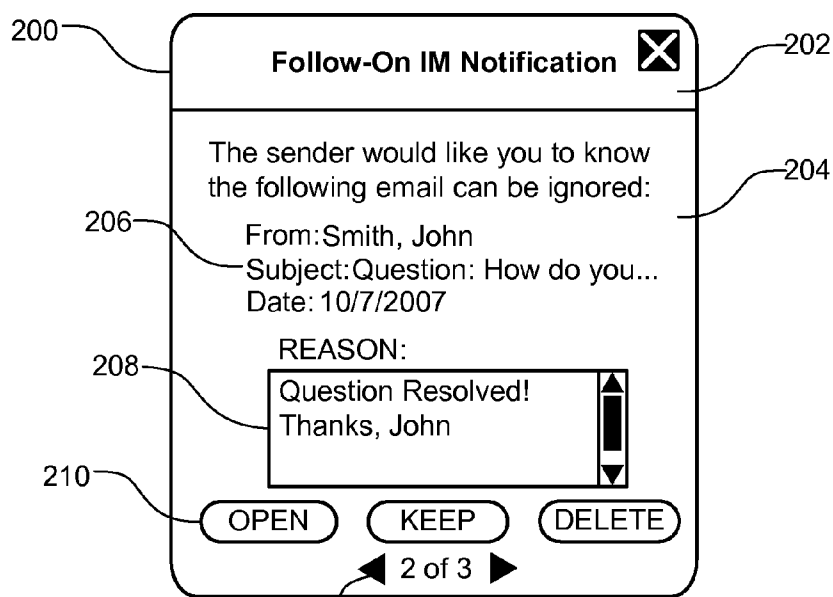 200
Follow-On IM Notification
202
The sender would like you to know
the following email can be ignored:
204
206
From: Smith, John
Subject: Question: How do you...
Date: 10/7/2007
REASON:
208
Question Resolved!
Thanks, John
210
OPEN KEEP DELETE
2 of 3